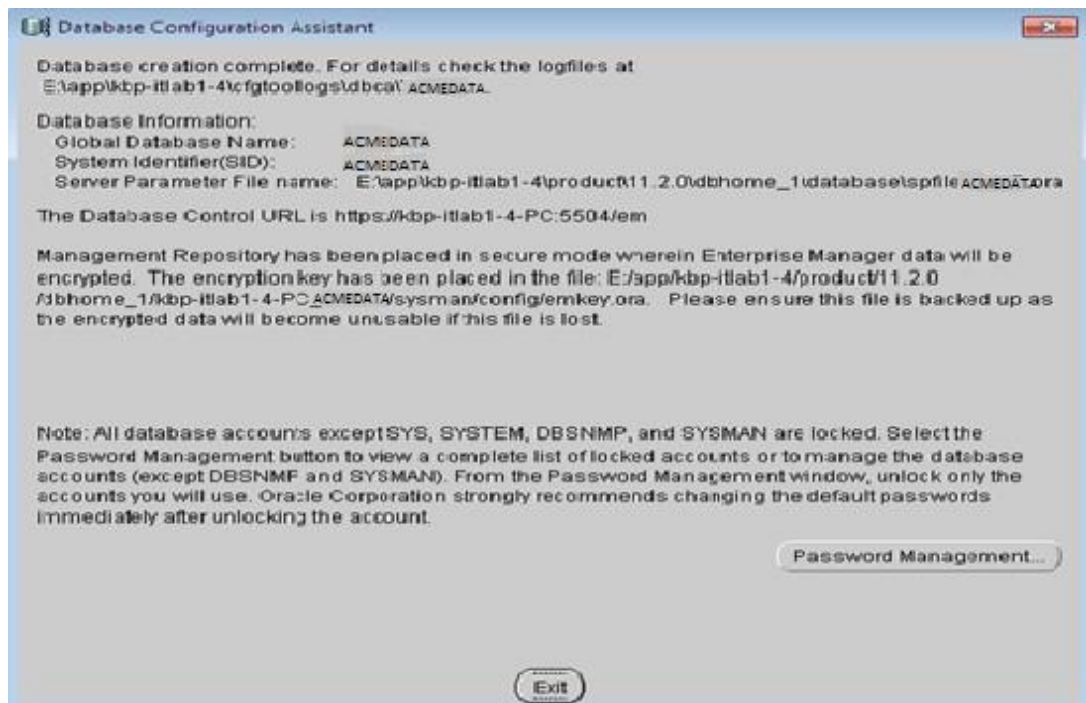 Database Configuration Assistant
Database creation complete. For details check the logfiles at
E:\app\kbp-itlab1-4\cfgtoollogs\dbca\ ACMEDATA.
Database Information:
Global Database Name: ACMEDATA
System Identifier(SID): ACMEDATA
Server Parameter File name: E:\app\kbp-itlab1-4\product\11.2.0\dbhome_1\database\spfileACMEDATA.ora
The Database Control URL is https://kbp-itlab1-4-PC:5504/em
Management Repository has been placed in secure mode wherein Enterprise Manager data will be
encrypted. The encryption key has been placed in the file: E:/app/kbp-itlab1-4/product/11.2.0
/dbhome_1/kbp-itlab1-4-PC_ACMEDATA/sysman/config/emkey.ora. Please ensure this file is backed up as
the encrypted data will become unusable if this file is lost.
Note: All database accounts except SYS, SYSTEM, DBSNMP, and SYSMAN are locked. Select the
Password Management button to view a complete list of locked accounts or to manage the database
accounts (except DBSNMP and SYSMAN). From the Password Management window, unlock only the
accounts you will use. Oracle Corporation strongly recommends changing the default passwords
immediately after unlocking the account.
Password Management...
Exit